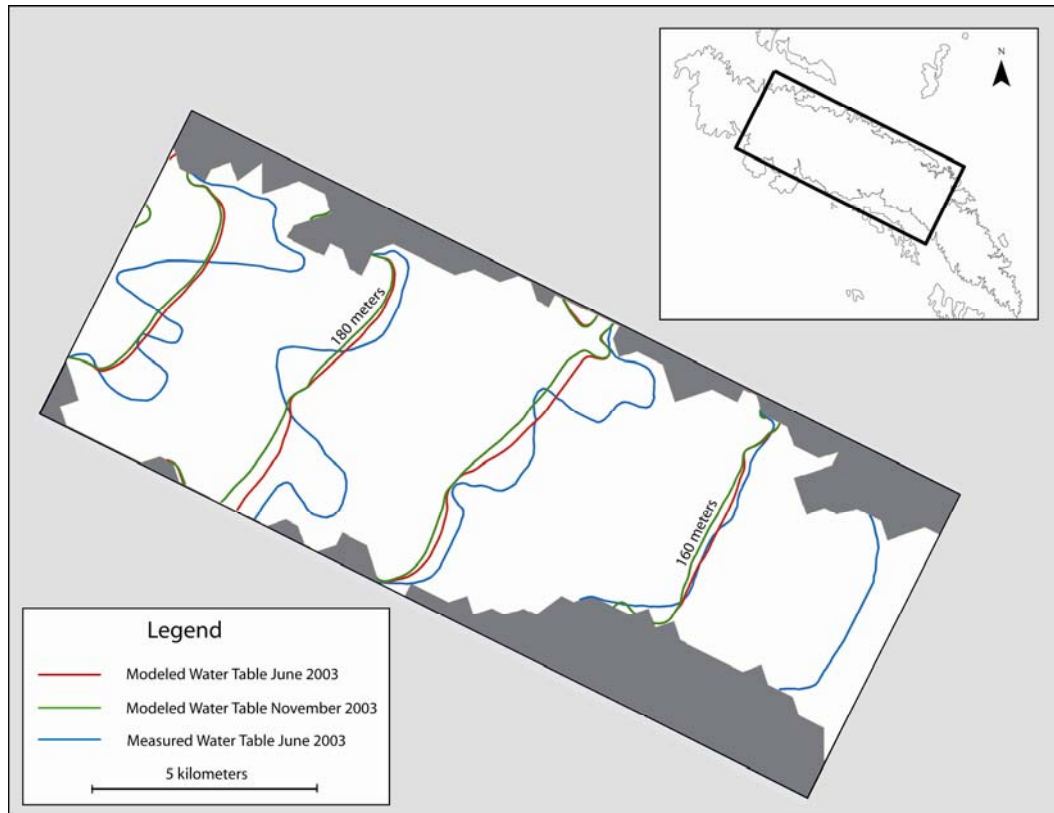 N
180 meters
160 meters
Legend
Modeled Water Table June 2003
Modeled Water Table November 2003
Measured Water Table June 2003
5 kilometers